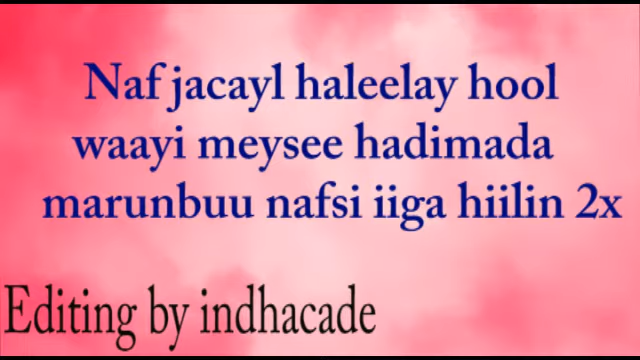 Naf jacayl haleelay hool
waayi meysee hadimada
marunbuu nafsi iiga hiilin 2x
Editing by indhacade